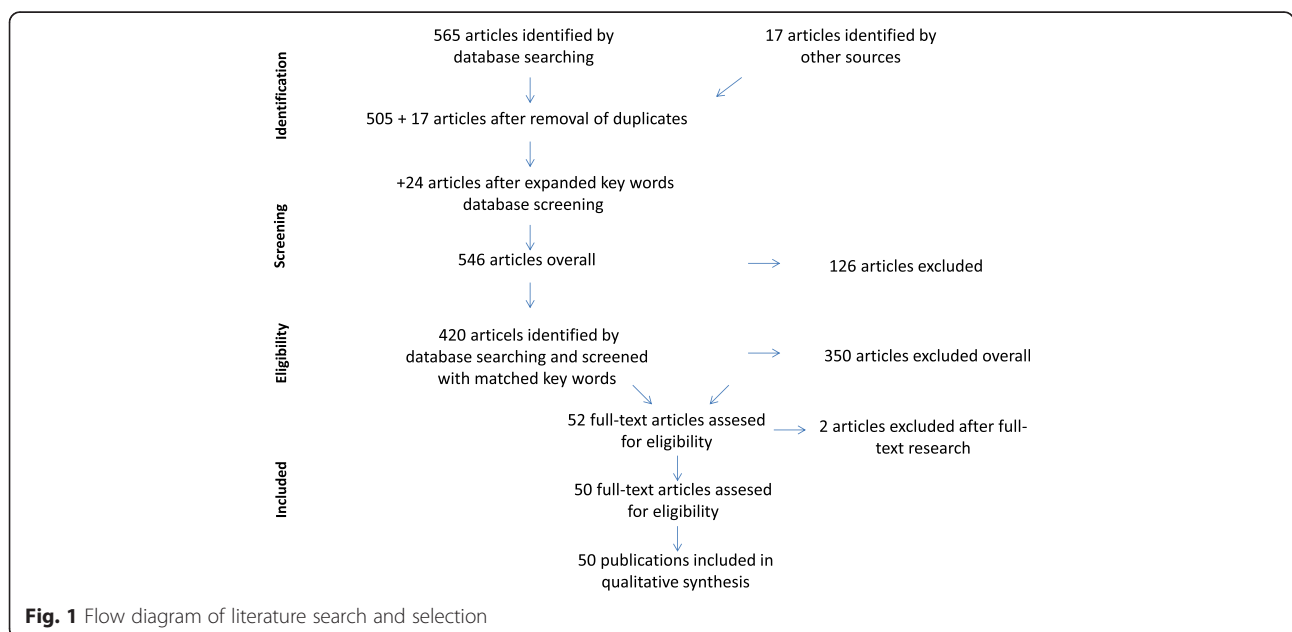 565 articles identified by
database searching
17 articles identified by
other sources
Identification
505 + 17 articles after removal of duplicates
+24 articles after expanded key words
database screening
Screening
546 articles overall
126 articles excluded
Eligibility
420 articels identified by
database searching and screened
with matched key words
350 articles excluded overall
52 full-text articles assesed
for eligibility
2 articles excluded after full-
text research
Included
50 full-text articles assesed
for eligibility
50 publications included in
qualitative synthesis
Fig. 1 Flow diagram of literature search and selection